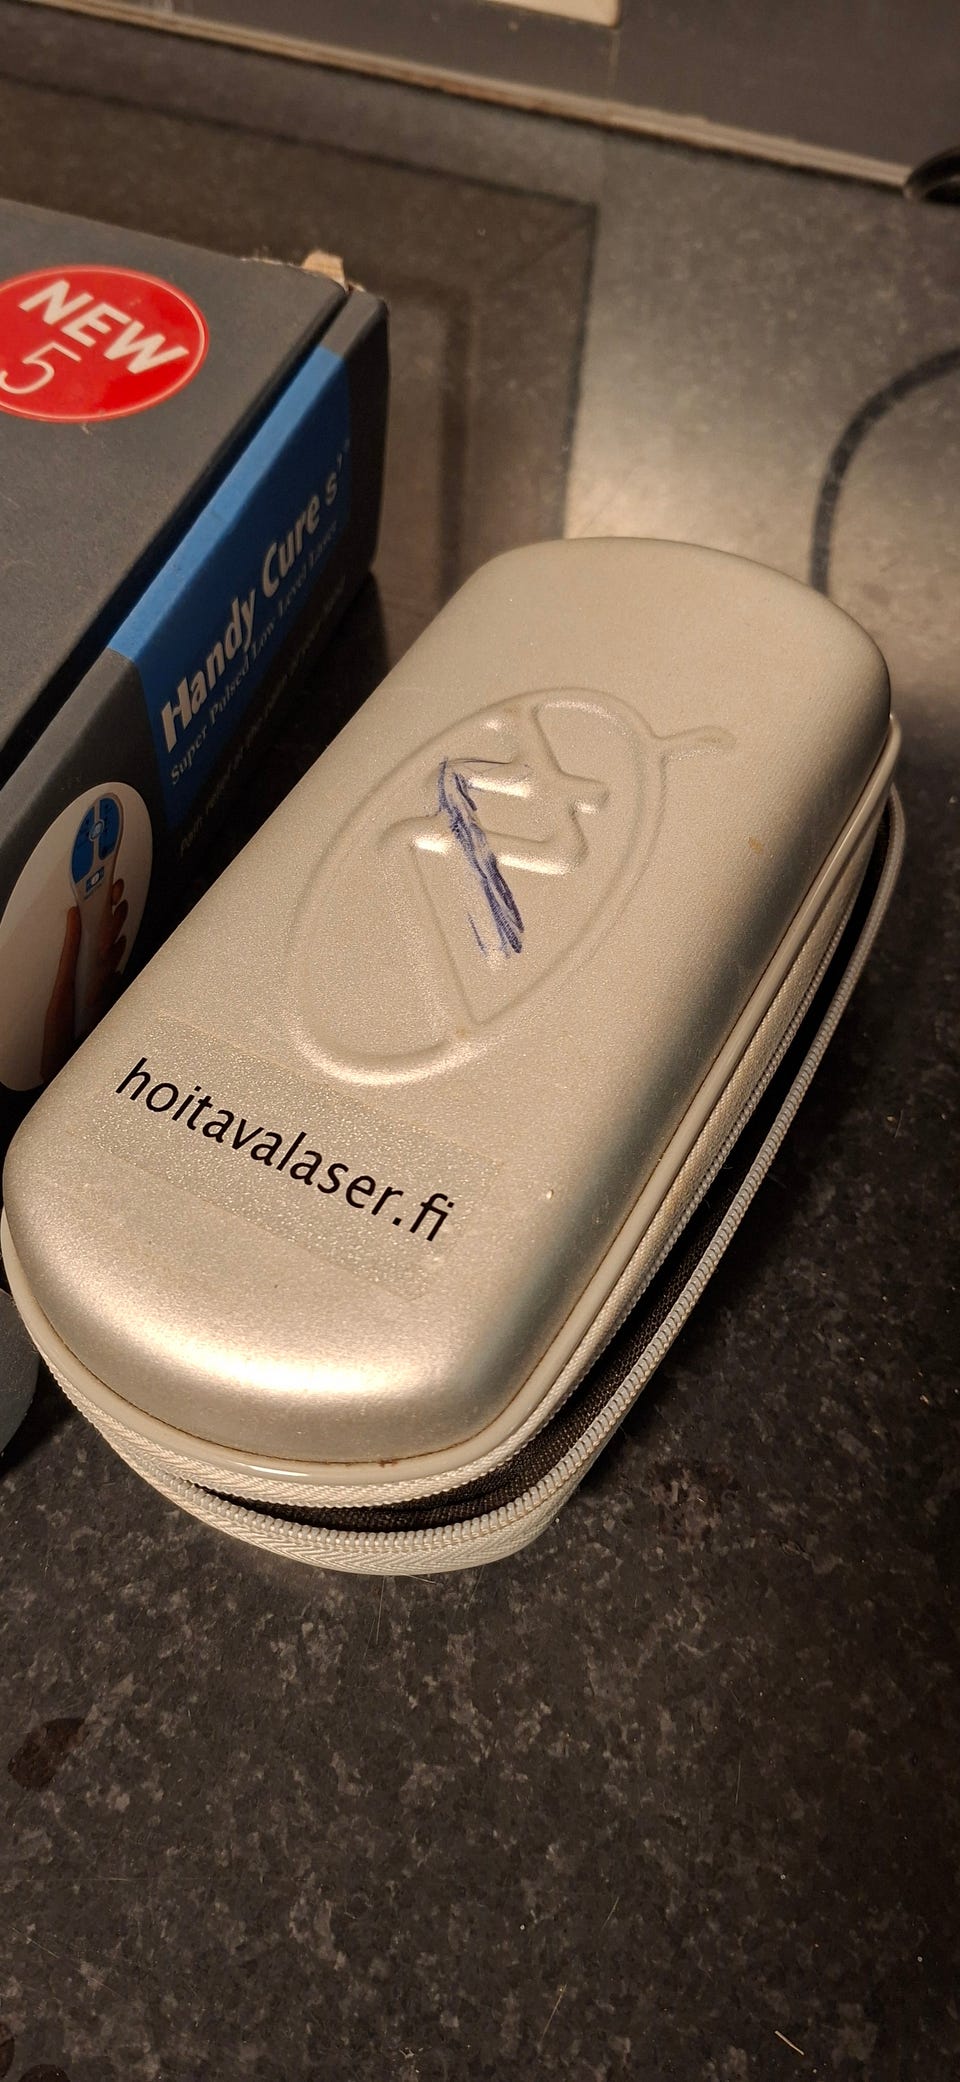 NEW
5
Handy Cure
Super Pulsed Low Level Laser
hoitavalaser.fi